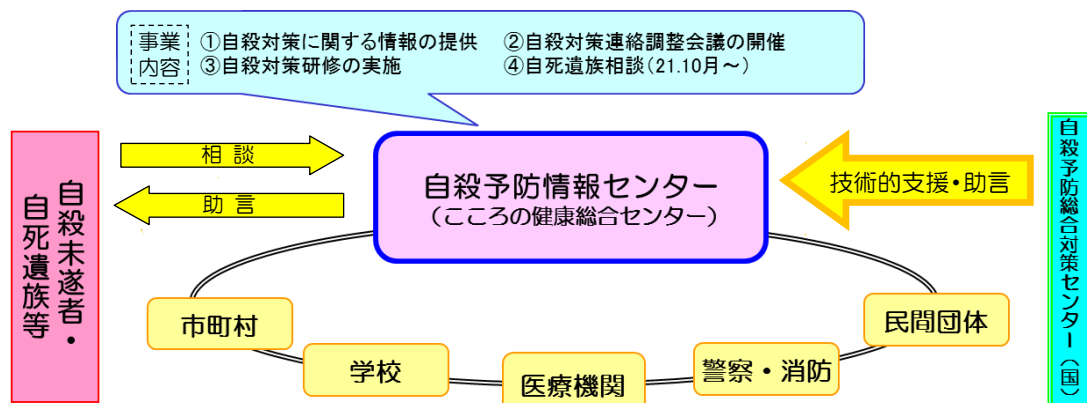 事業内容
①自殺対策に関する情報の提供 ②自殺対策連絡調整会議の開催
③自殺対策研修の実施 ④自死遺族相談(21.10月～)
自殺未遂者・自死遺族等
相 談
助 言
自殺予防情報センター
(こころの健康総合センター)
技術的支援・助言
自殺予防総合対策センター(国)
市町村
学校
医療機関
警察・消防
民間団体